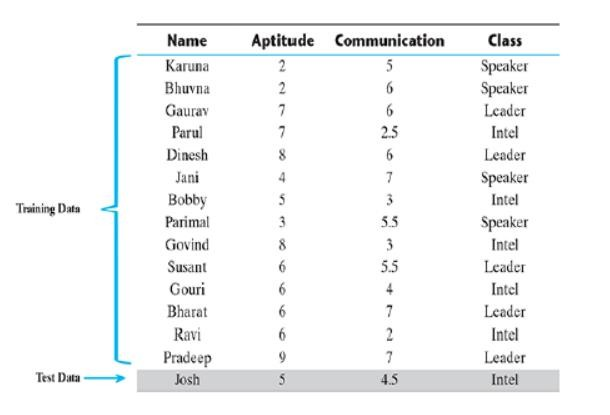 Name Aptitude Communication Class
Karuna 2 5 Speaker
Bhuvna 2 6 Speaker
Gaurav 7 6 Leader
Parul 7 2.5 Intel
Dinesh 8 6 Leader
Jani 4 7 Speaker
Bobby 5 3 Intel
Training Data
Parimal 3 5.5 Speaker
Govind 8 3 Intel
Susant 6 5.5 Leader
Gouri 6 4 Intel
Bharat 6 7 Leader
Ravi 6 2 Intel
Pradeep 9 7 Leader
Test Data Josh 5 4.5 Intel